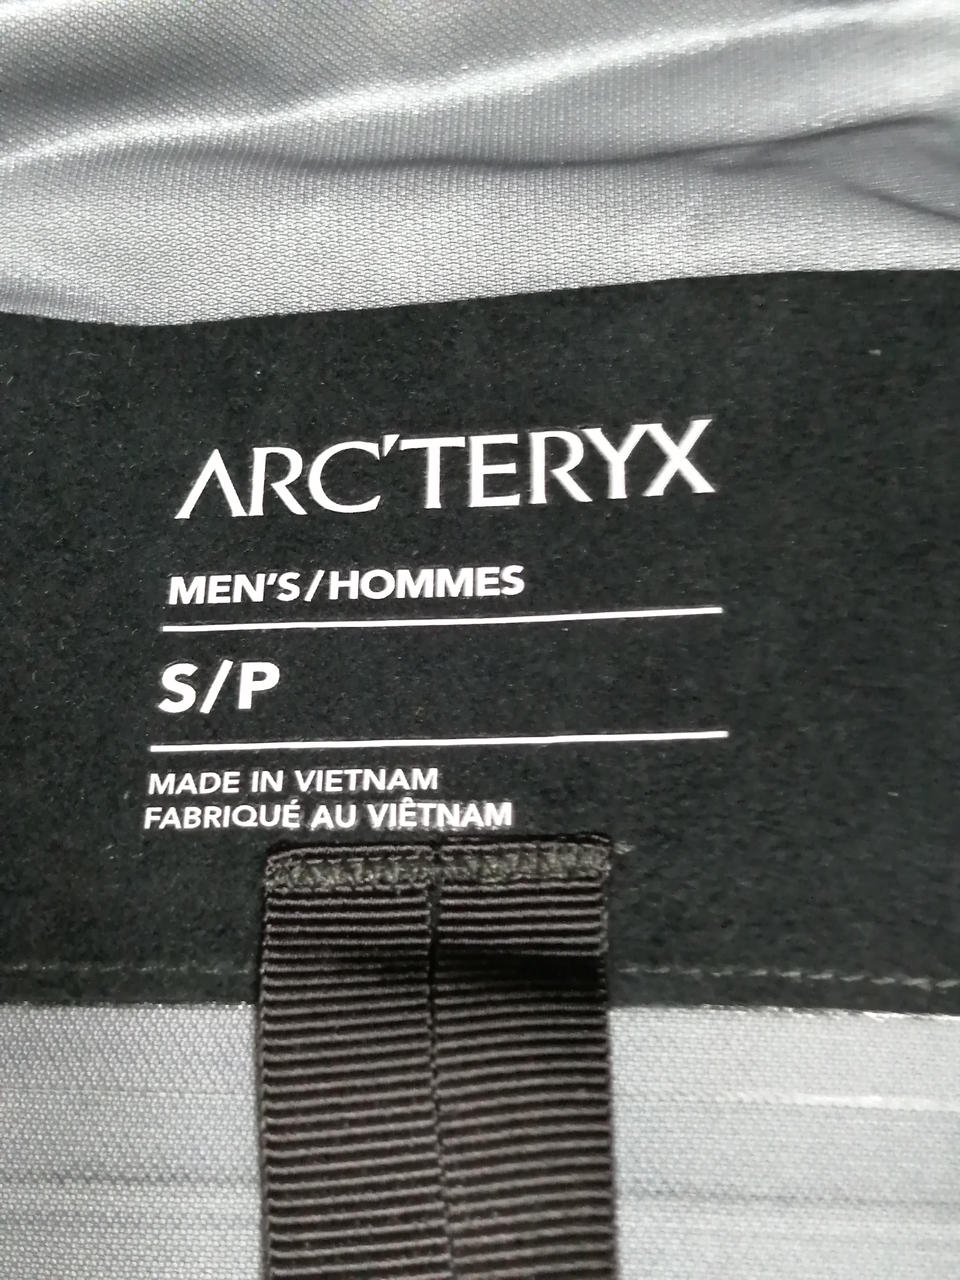 ARC'TERYX
MEN'S/HOMMES
S/P
MADE IN VIETNAM
FABRIQUÉ AU VIÊTNAM